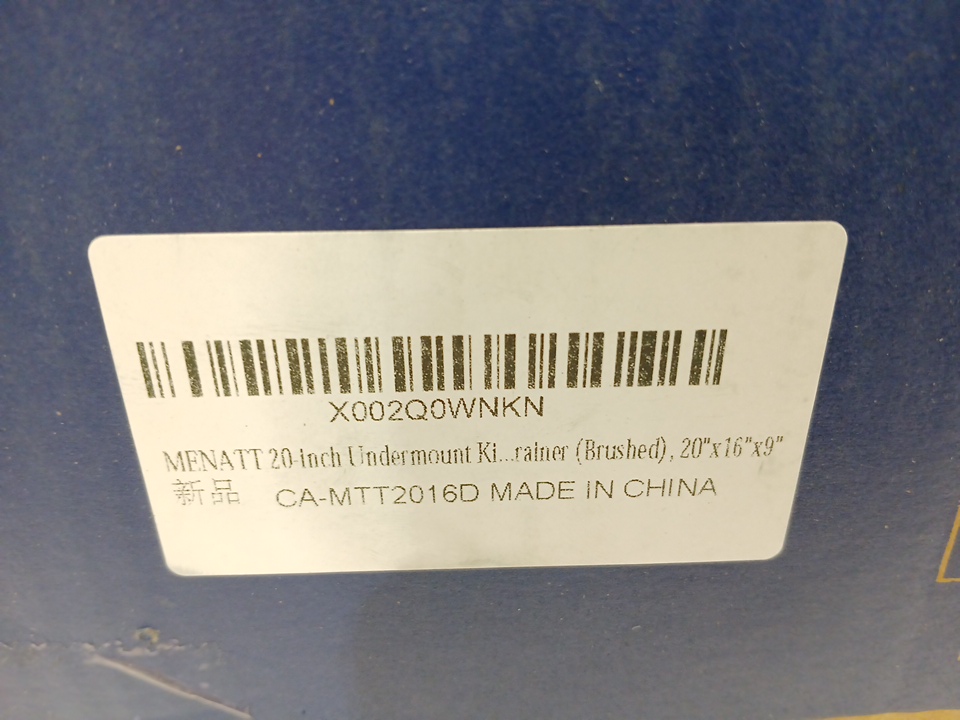 X002Q0WNKN
MENATT 20-inch Undermount Ki...rainer (Brushed), 20"x16"x9"
新品 CA-MTT2016D MADE IN CHINA